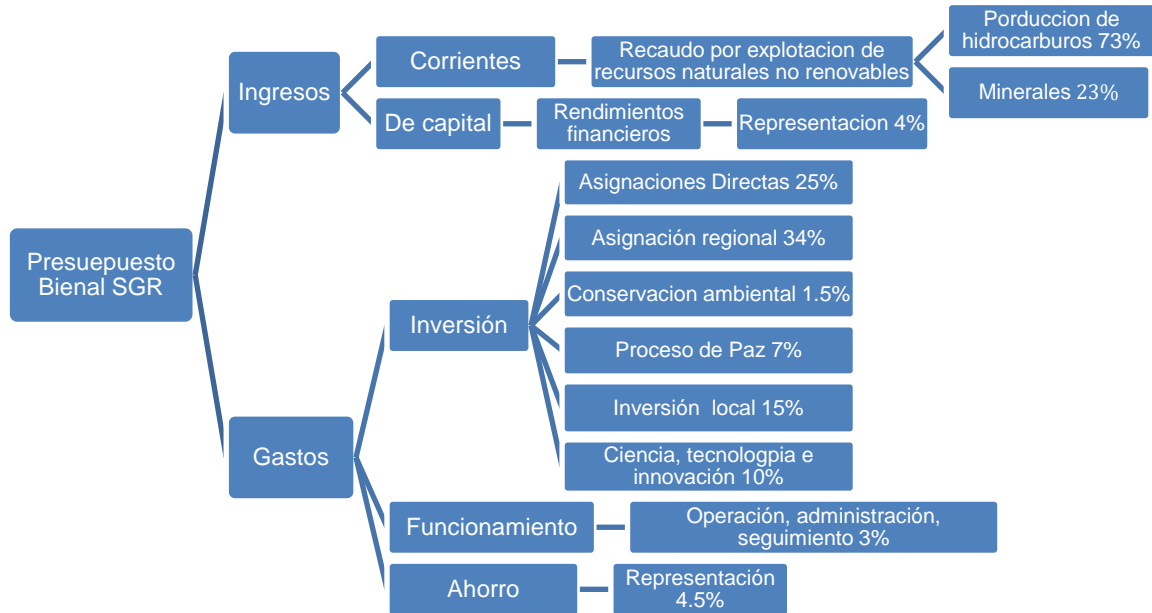 Presuepuesto
Bienal SGR
Ingresos
Corrientes
Recaudo por explotacion de
recursos naturales no renovables
Porduccion de
hidrocarburos 73%
Minerales 23%
De capital
Rendimientos
financieros
Representacion 4%
Gastos
Inversión
Asignaciones Directas 25%
Asignación regional 34%
Conservacion ambiental 1.5%
Proceso de Paz 7%
Inversión local 15%
Ciencia, tecnologpia e
innovación 10%
Funcionamiento
Operación, administración,
seguimiento 3%
Ahorro
Representación
4.5%